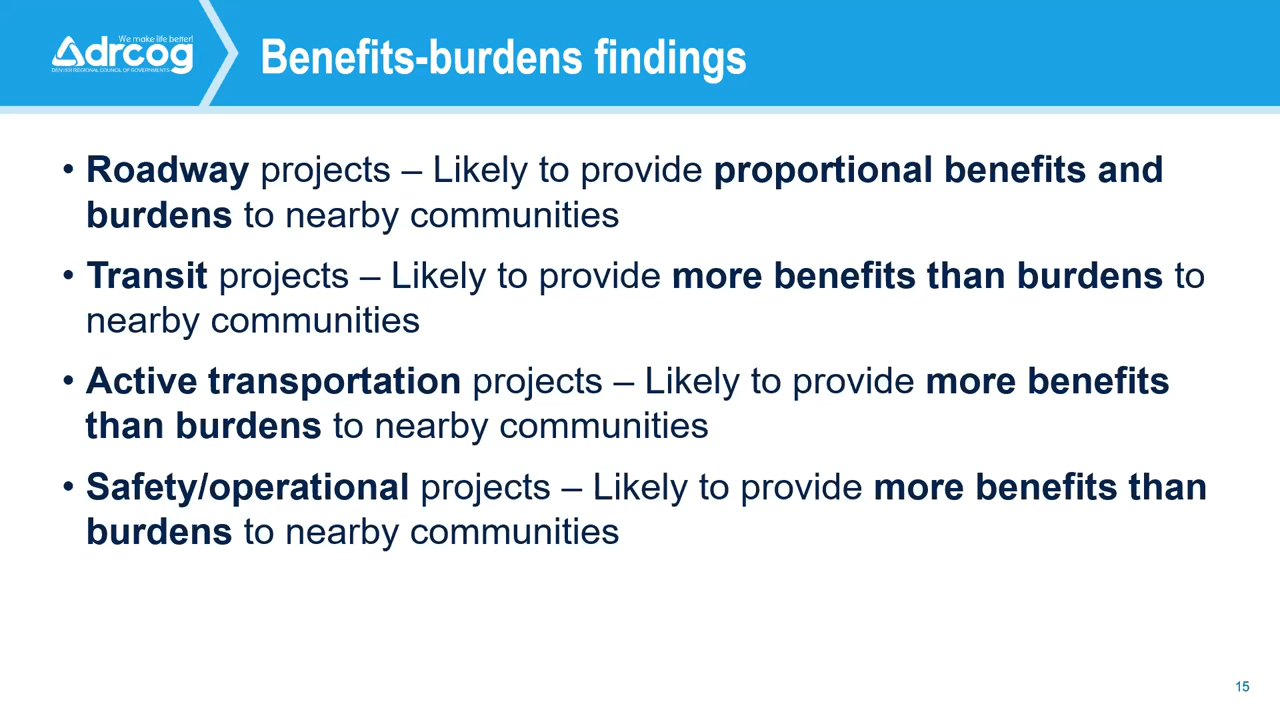 We make life better!
drcog
DENVER REGIONAL COUNCIL OF GOVERNMENTS
Benefits-burdens findings
• Roadway projects – Likely to provide proportional benefits and
burdens to nearby communities
• Transit projects – Likely to provide more benefits than burdens to
nearby communities
• Active transportation projects – Likely to provide more benefits
than burdens to nearby communities
• Safety/operational projects – Likely to provide more benefits than
burdens to nearby communities
15